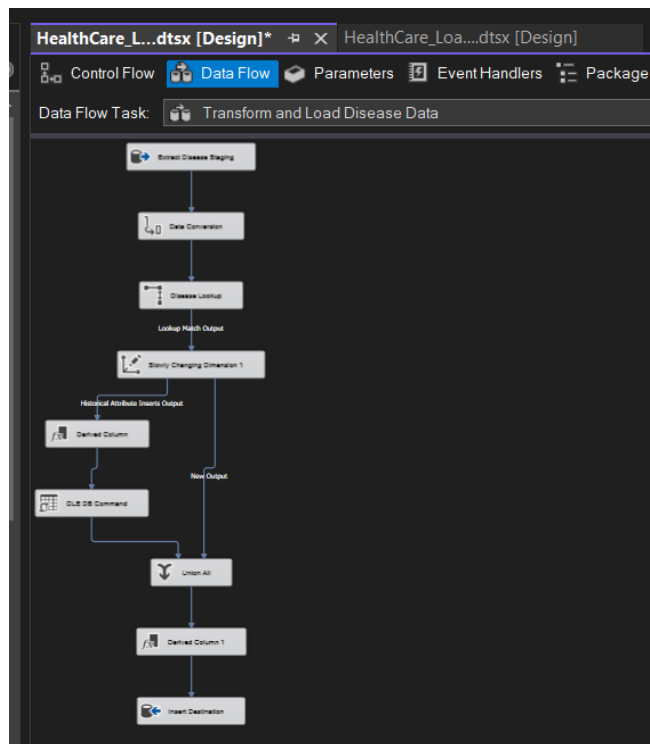 HealthCare_L...dtsx [Design]*
HealthCare_Loa....dtsx [Design]
Control Flow
Data Flow
Parameters
Event Handlers
Package
Data Flow Task:
Transform and Load Disease Data
Extract Disease Staging
Data Conversion
Disease Lookup
Lookup Match Output
Slowly Changing Dimension 1
Historical Attribute Inserts Output
Derived Column
New Output
OLE DB Command
Union All
Derived Column 1
Insert Destination